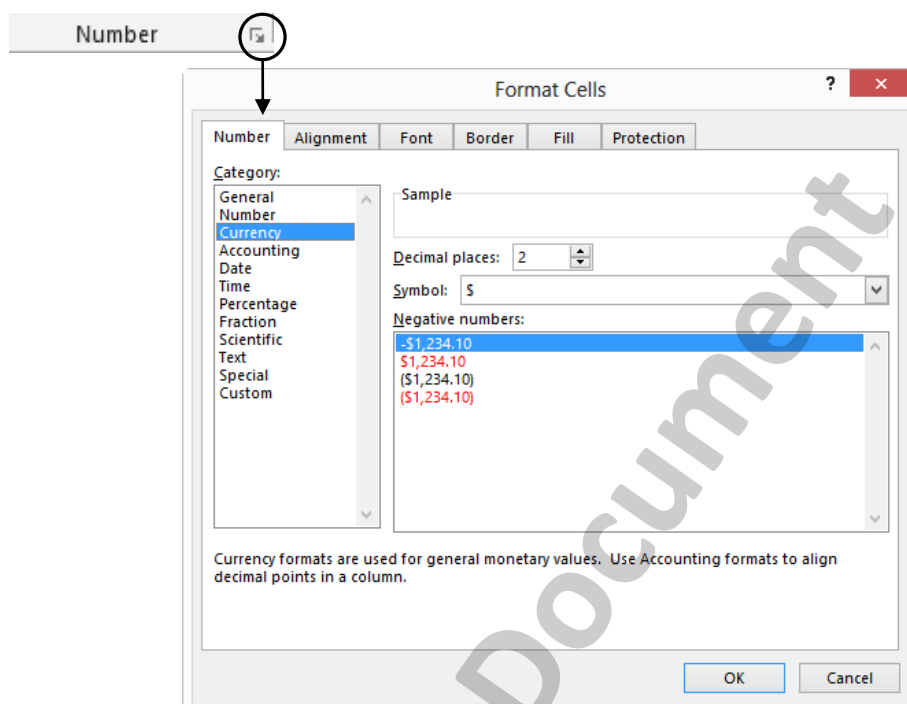 Number
Format Cells
? ×
Number Alignment Font Border Fill Protection
Category:
General
Number
Currency
Accounting
Date
Time
Percentage
Fraction
Scientific
Text
Special
Custom
Sample
Decimal places: 2
Symbol: $
Negative numbers:
-$1,234.10
$1,234.10
($1,234.10)
($1,234.10)
Currency formats are used for general monetary values. Use Accounting formats to align
decimal points in a column.
OK Cancel
Document